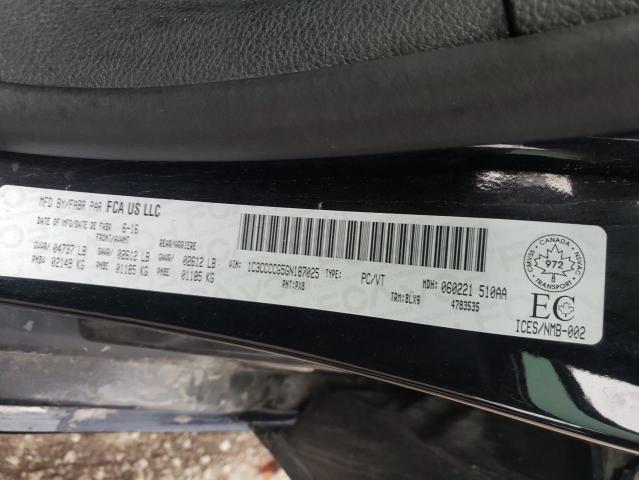 MFD BY/FABR PAR FCA US LLC
DATE OF MFG/DATE DE FABR 6-16
FRONT/AVANT REAR/ARRIERE
GVWR/ 04737 LB GAWR/ 02612 LB GAWR/ 02612 LB
PNBV 02149 KG PNBE 01185 KG PNBE 01185 KG
VIN: 1C3CCCCG5GN187025 TYPE: PC/VT MDH: 060221 510AA
PNT:PX8 TRM:BLX9 4783535
CANADA
CMVSS NSVAC
972
B
TRANSPORT
EC
ICES/NMB-002